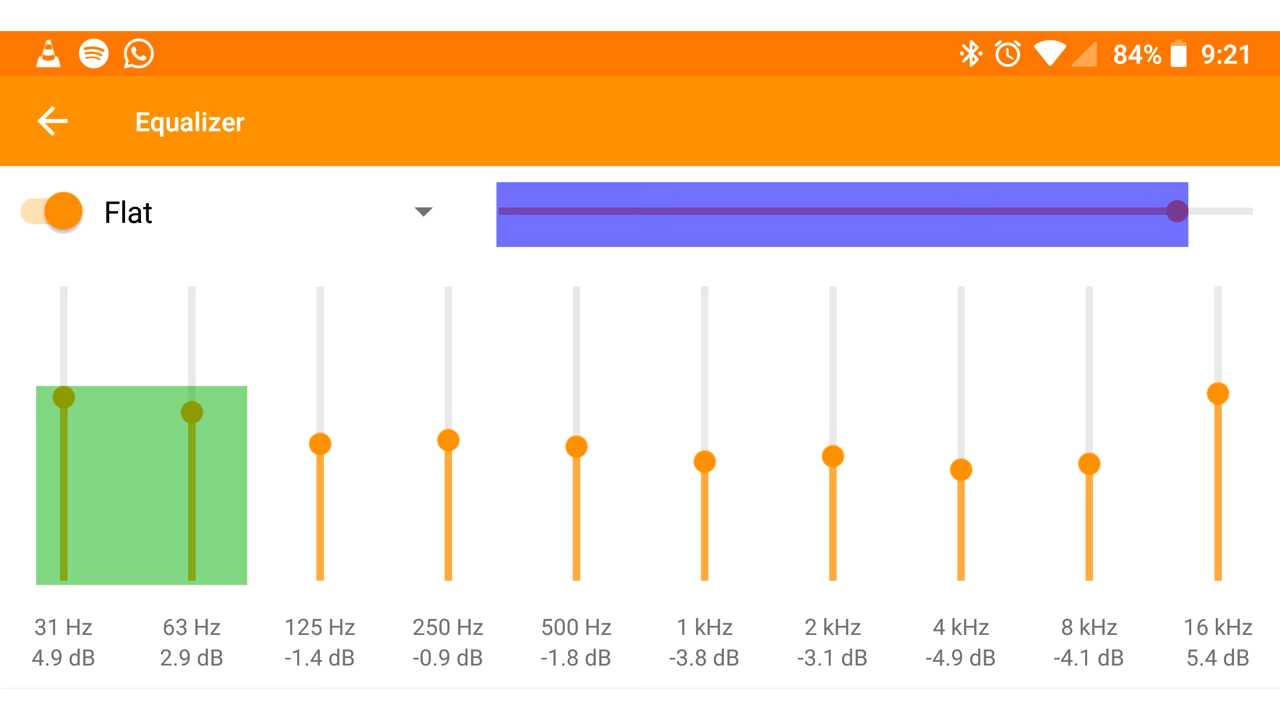 84% 9:21
Equalizer
Flat
31 Hz 63 Hz 125 Hz 250 Hz 500 Hz 1 kHz 2 kHz 4 kHz 8 kHz 16 kHz
4.9 dB 2.9 dB -1.4 dB -0.9 dB -1.8 dB -3.8 dB -3.1 dB -4.9 dB -4.1 dB 5.4 dB